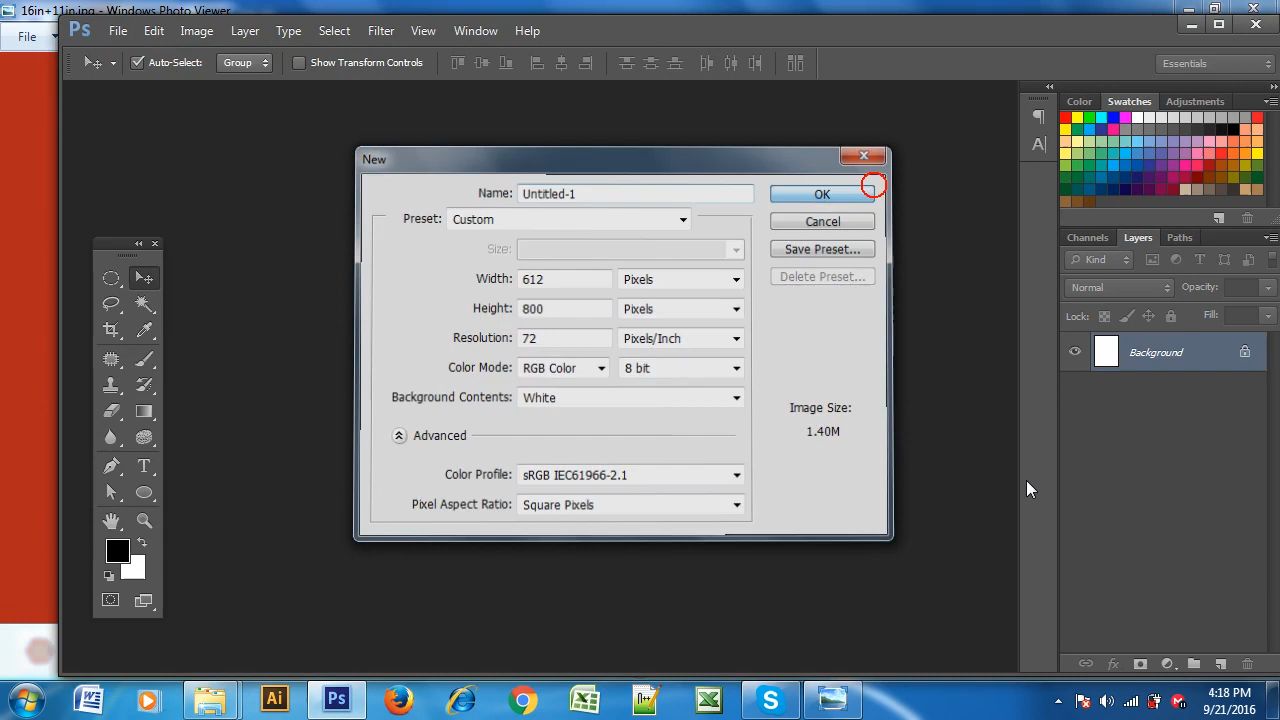 16in+11in.jpg - Windows Photo Viewer
File
Ps File Edit Image Layer Type Select Filter View Window Help
Auto-Select: Group Show Transform Controls Essentials
Color Swatches Adjustments
New
Name: Untitled-1 OK
Preset: Custom Cancel
Size: Save Preset...
Width: 612 Pixels Delete Preset...
Height: 800 Pixels
Resolution: 72 Pixels/Inch
Color Mode: RGB Color 8 bit
Background Contents: White
Image Size:
1.40M
Advanced
Color Profile: sRGB IEC61966-2.1
Pixel Aspect Ratio: Square Pixels
Channels Layers Paths
Kind
Normal Opacity:
Lock: Fill:
Background
4:18 PM
9/21/2016